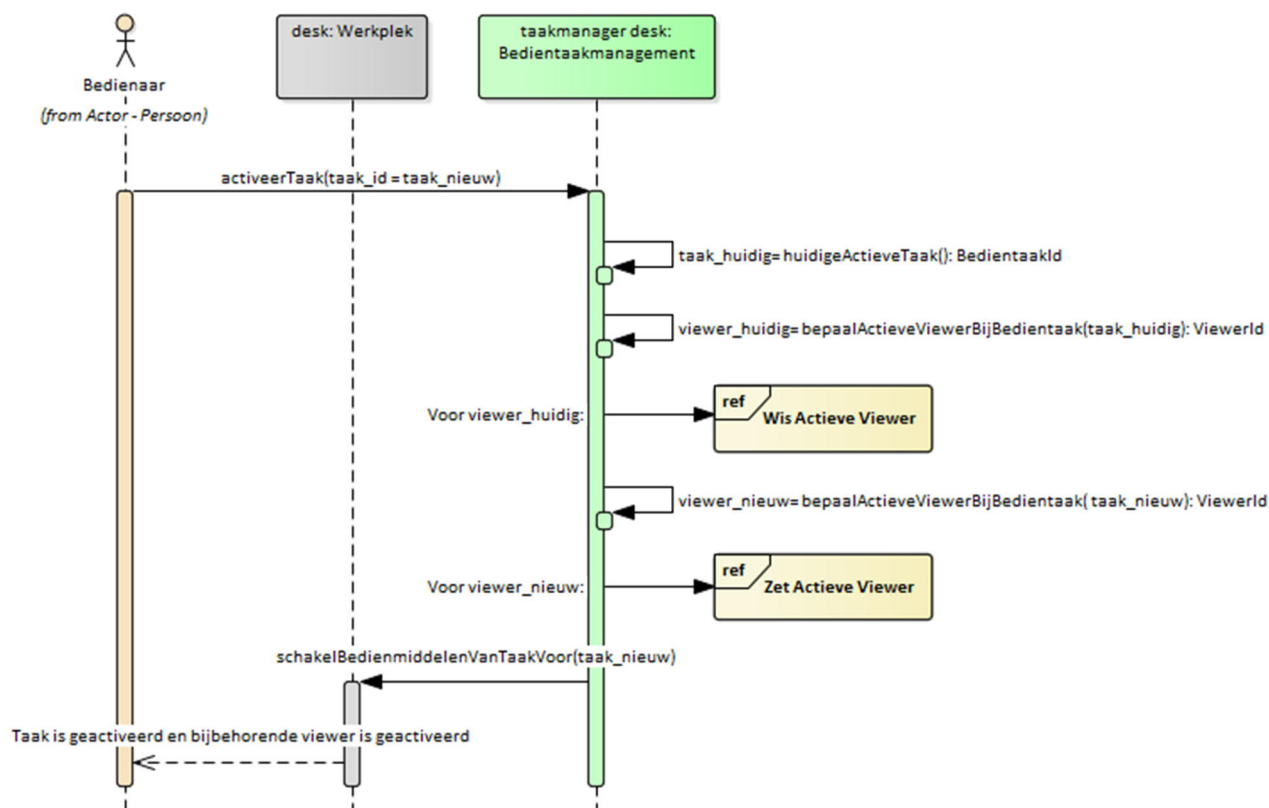 desk: Werkplek
taakmanager desk:
Bedientaakmanagement
Bedienaar
(from Actor - Persoon)
activeerTaak(taak_id = taak_nieuw)
taak_huidig= huidigeActieveTaak(): BedientaakId
viewer_huidig= bepaalActieveViewerBijBedientaak(taak_huidig): ViewerId
ref
Voor viewer_huidig:
Wis Actieve Viewer
viewer_nieuw= bepaalActieveViewerBijBedientaak( taak_nieuw): ViewerId
ref
Voor viewer_nieuw:
Zet Actieve Viewer
schakelBedienmiddelenVanTaakVoor(taak_nieuw)
Taak is geactiveerd en bijbehorende viewer is geactiveerd